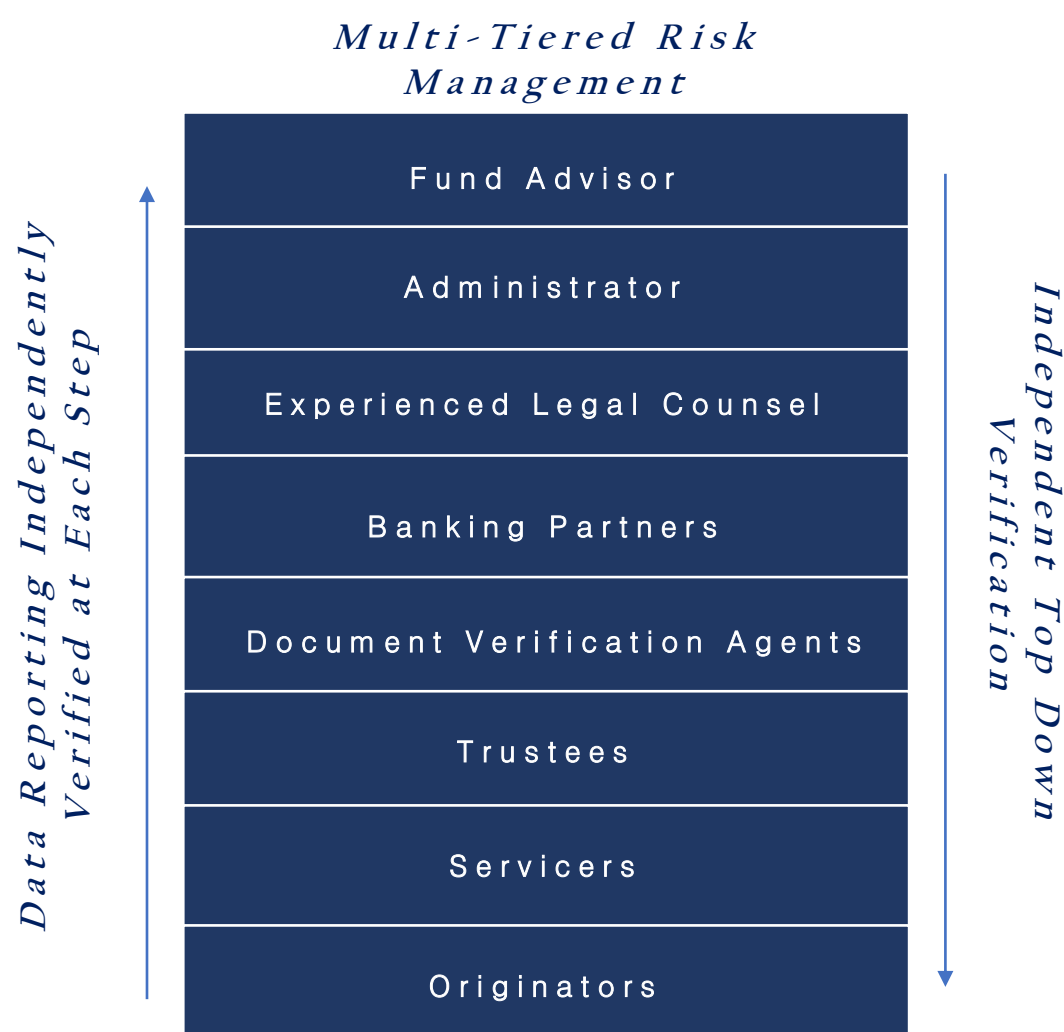 Multi-Tiered Risk
Management
Fund Advisor
Administrator
Experienced Legal Counsel
Banking Partners
Document Verification Agents
Trustees
Servicers
Originators
Data Reporting Independently
Verified at Each Step
Independent Top Down
Verification